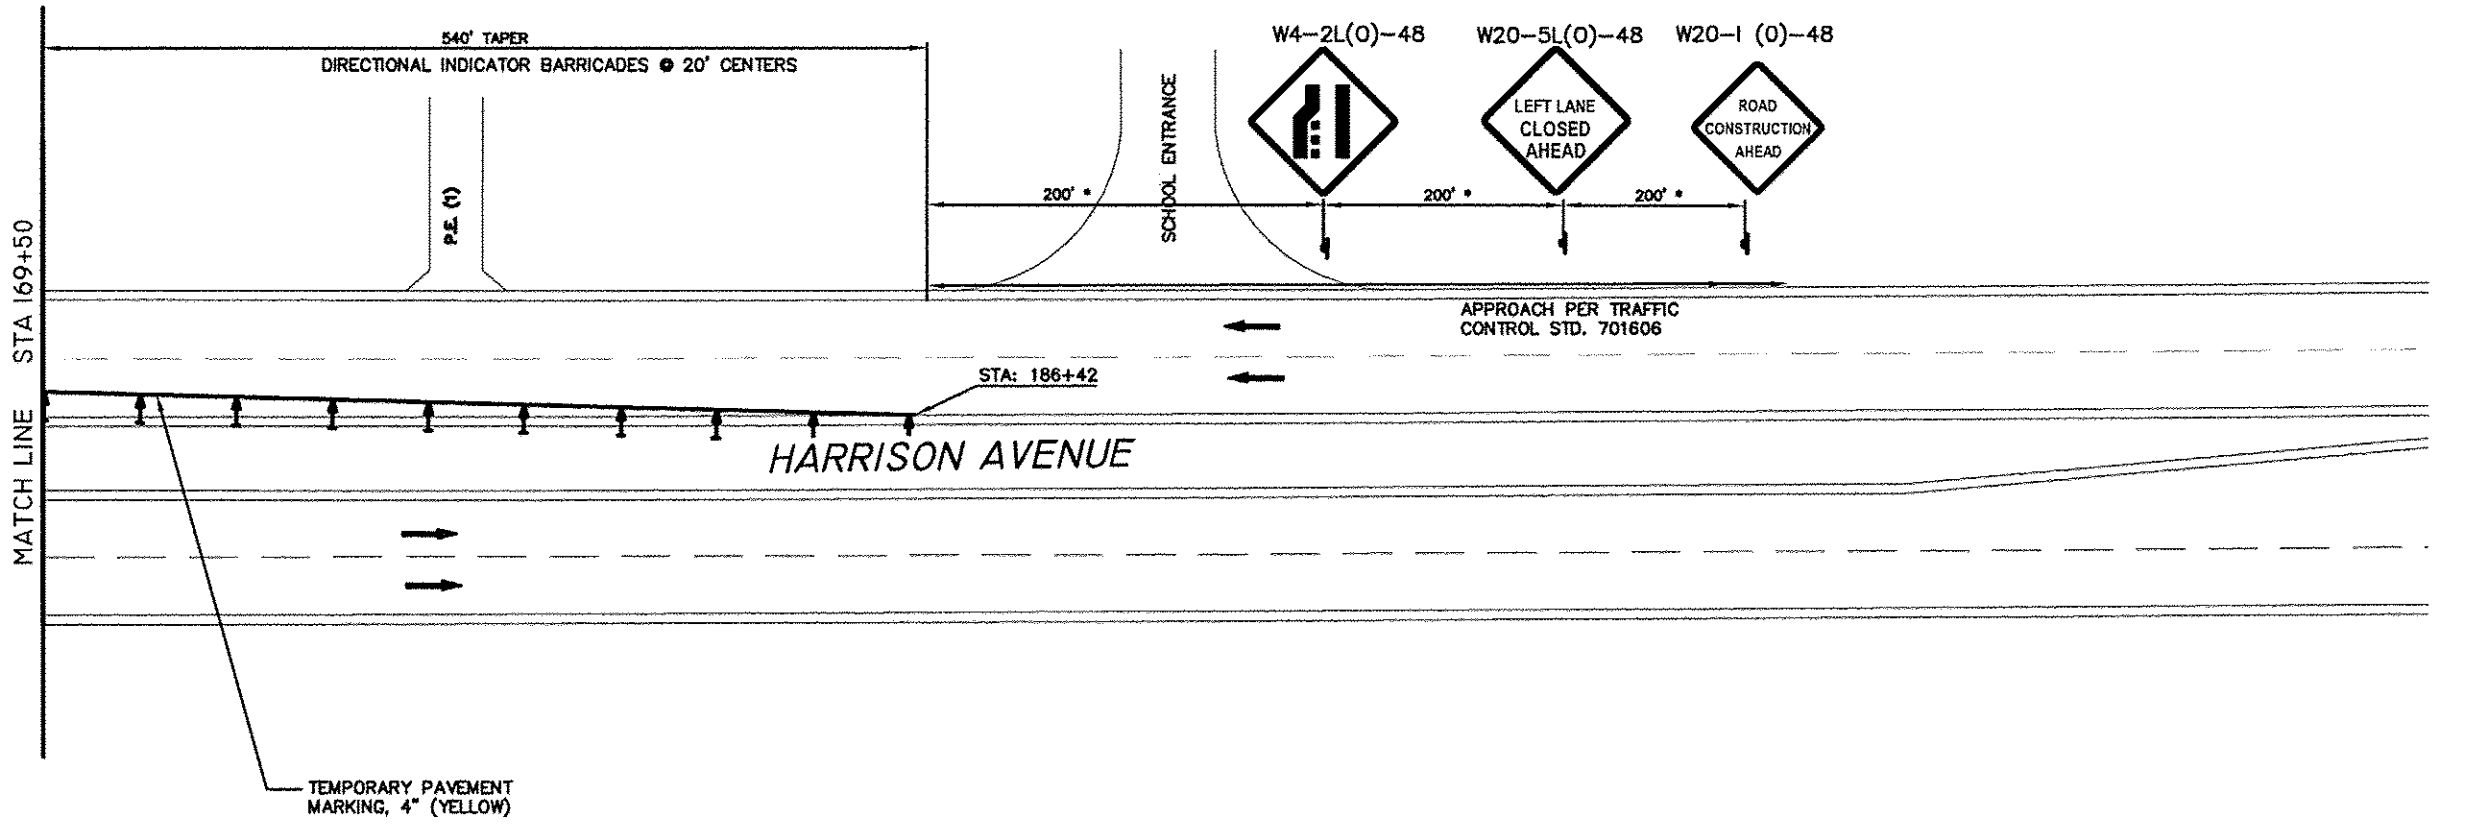 540' TAPER
DIRECTIONAL INDICATOR BARRICADES @ 20' CENTERS
W4-2L(O)-48
W20-5L(O)-48
W20-1 (O)-48
LEFT LANE
CLOSED
AHEAD
ROAD
CONSTRUCTION
AHEAD
P.E. (1)
SCHOOL ENTRANCE
200' *
200' *
200' *
MATCH LINE STA 169+50
APPROACH PER TRAFFIC
CONTROL STD. 701606
STA: 186+42
HARRISON AVENUE
TEMPORARY PAVEMENT
MARKING, 4" (YELLOW)